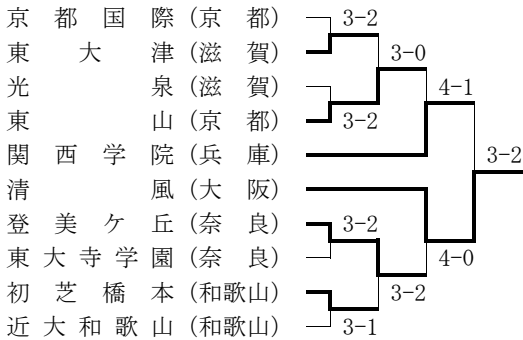 京都国際（京都）
3-2
東大津（滋賀）
3-0
光泉（滋賀）
4-1
東山（京都）
3-2
関西学院（兵庫）
3-2
清風（大阪）
登美ケ丘（奈良）
3-2
東大寺学園（奈良）
4-0
初芝橋本（和歌山）
3-2
近大和歌山（和歌山）
3-1